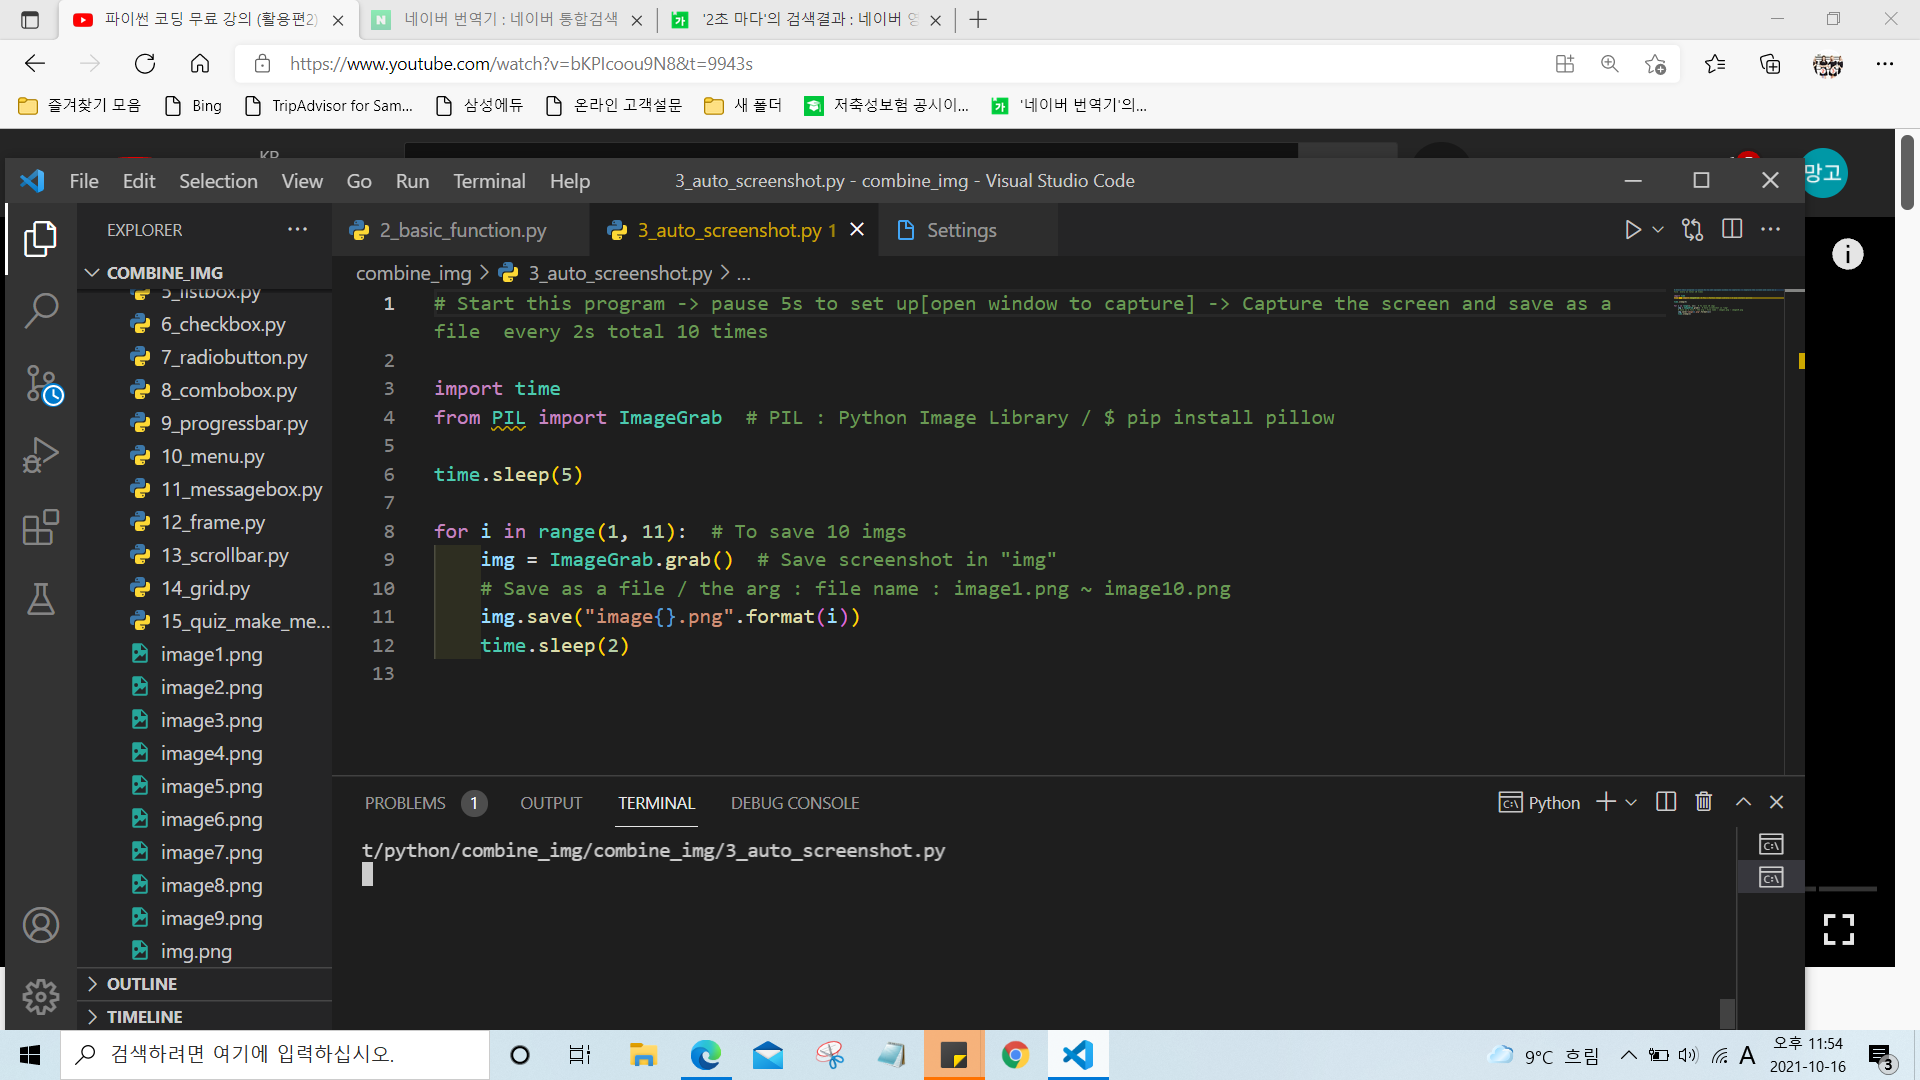 파이썬 코딩 무료 강의 (활용편2)
네이버 번역기 : 네이버 통합검색
'2초 마다'의 검색결과 : 네이버 영
https://www.youtube.com/watch?v=bKPIcoou9N8&t=9943s
즐겨찾기 모음
Bing
TripAdvisor for Sam...
삼성에듀
온라인 고객설문
새 폴더
저축성보험 공시이...
'네이버 번역기'의...
KR
망고
File Edit Selection View Go Run Terminal Help
3_auto_screenshot.py - combine_img - Visual Studio Code
EXPLORER
2_basic_function.py
3_auto_screenshot.py 1
Settings
COMBINE_IMG
combine_img > 3_auto_screenshot.py > ...
5_listbox.py
6_checkbox.py
7_radiobutton.py
8_combobox.py
9_progressbar.py
10_menu.py
11_messagebox.py
12_frame.py
13_scrollbar.py
14_grid.py
15_quiz_make_me...
image1.png
image2.png
image3.png
image4.png
image5.png
image6.png
image7.png
image8.png
image9.png
img.png
OUTLINE
TIMELINE
1 # Start this program -> pause 5s to set up[open window to capture] -> Capture the screen and save as a
file  every 2s total 10 times
2
3 import time
4 from PIL import ImageGrab  # PIL : Python Image Library / $ pip install pillow
5
6 time.sleep(5)
7
8 for i in range(1, 11):  # To save 10 imgs
9     img = ImageGrab.grab()  # Save screenshot in "img"
10     # Save as a file / the arg : file name : image1.png ~ image10.png
11     img.save("image{}.png".format(i))
12     time.sleep(2)
13
PROBLEMS 1 OUTPUT TERMINAL DEBUG CONSOLE
Python
t/python/combine_img/combine_img/3_auto_screenshot.py
검색하려면 여기에 입력하십시오.
9°C 흐림
A
오후 11:54
2021-10-16
3